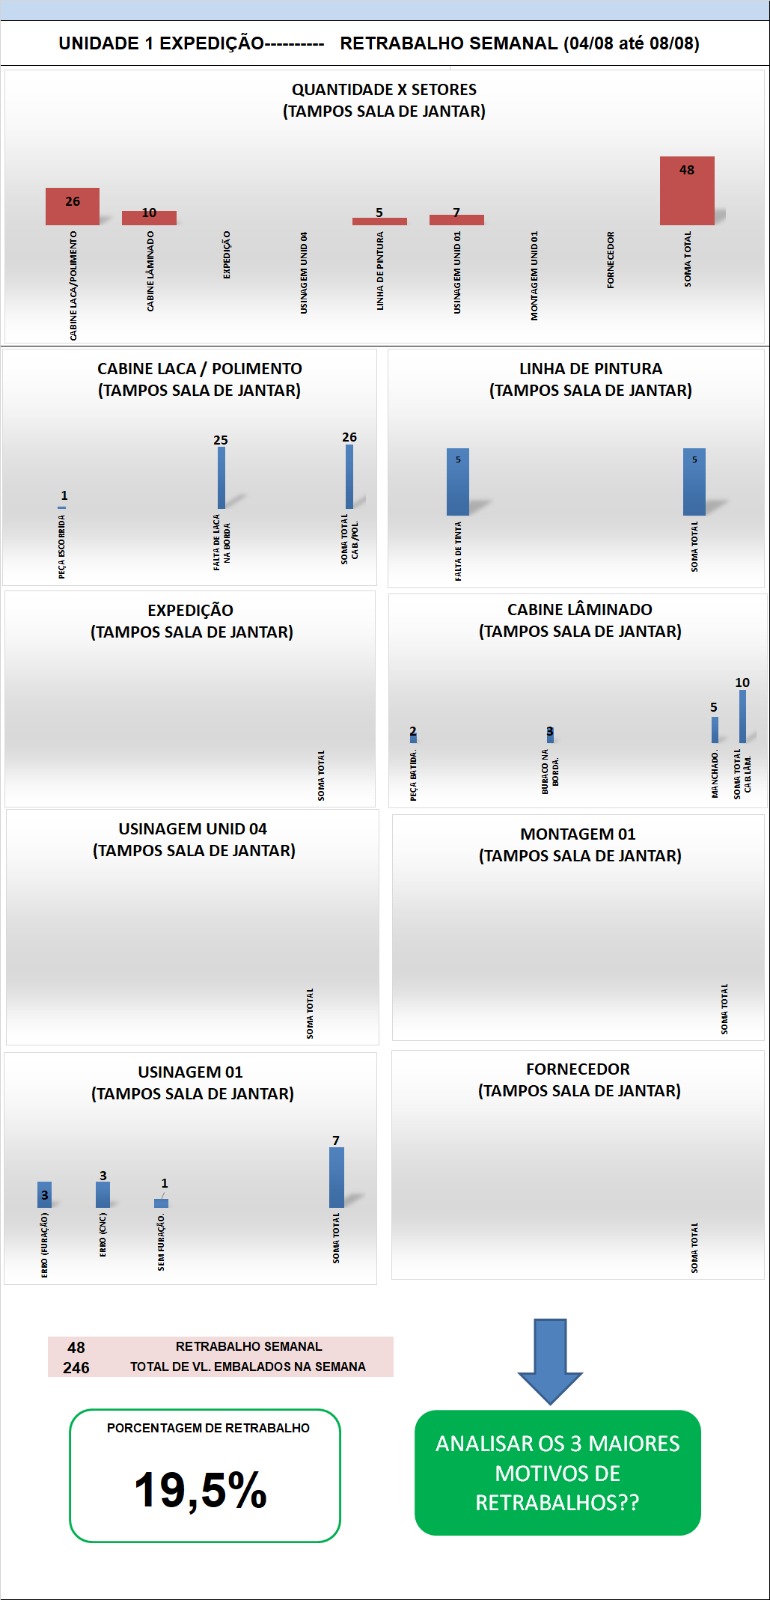 UNIDADE 1 EXPEDIÇÃO---------- RETRABALHO SEMANAL (04/08 até 08/08)
QUANTIDADE X SETORES
(TAMPOS SALA DE JANTAR)
26
10
5
7
48
CABINE LACA/POLIMENTO
CABINE LÂMINADO
EXPEDIÇÃO
USINAGEM UNID 04
LINHA DE PINTURA
USINAGEM UNID 01
MONTAGEM UNID 01
FORNECEDOR
SOMA TOTAL
CABINE LACA / POLIMENTO
(TAMPOS SALA DE JANTAR)
1
25
26
PEÇA ESCORRIDA
FALTA DE LACA
NA BORDA
SOMA TOTAL
CAB./POL.
LINHA DE PINTURA
(TAMPOS SALA DE JANTAR)
5
5
FALTA DE TINTA
SOMA TOTAL
EXPEDIÇÃO
(TAMPOS SALA DE JANTAR)
SOMA TOTAL
CABINE LÂMINADO
(TAMPOS SALA DE JANTAR)
2
3
5
10
PEÇA BATIDA.
BURACO NA
BORDA.
MANCHADO.
SOMA TOTAL
CAB.LÂM.
USINAGEM UNID 04
(TAMPOS SALA DE JANTAR)
SOMA TOTAL
MONTAGEM 01
(TAMPOS SALA DE JANTAR)
SOMA TOTAL
USINAGEM 01
(TAMPOS SALA DE JANTAR)
3
3
1
7
ERRO (FURAÇÃO)
ERRO (CNC)
SEM FURAÇÃO.
SOMA TOTAL
FORNECEDOR
(TAMPOS SALA DE JANTAR)
SOMA TOTAL
48 RETRABALHO SEMANAL
246 TOTAL DE VL. EMBALADOS NA SEMANA
PORCENTAGEM DE RETRABALHO
19,5%
ANALISAR OS 3 MAIORES
MOTIVOS DE
RETRABALHOS??